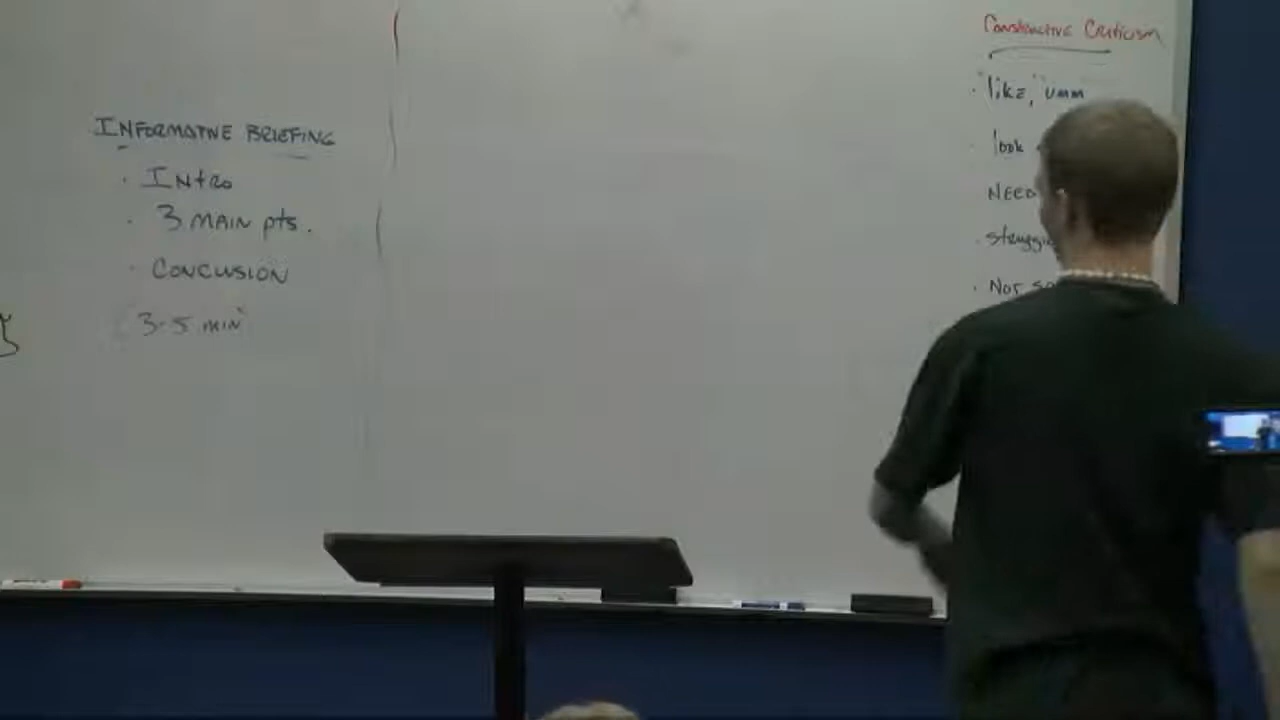 INFORMATIVE BRIEFING
· INtro
· 3 MAIN pts.
· CONCLUSION
3-5 MIN
Constructive Criticism
· "like," "umm
· look
NEED
· struggle
· Not